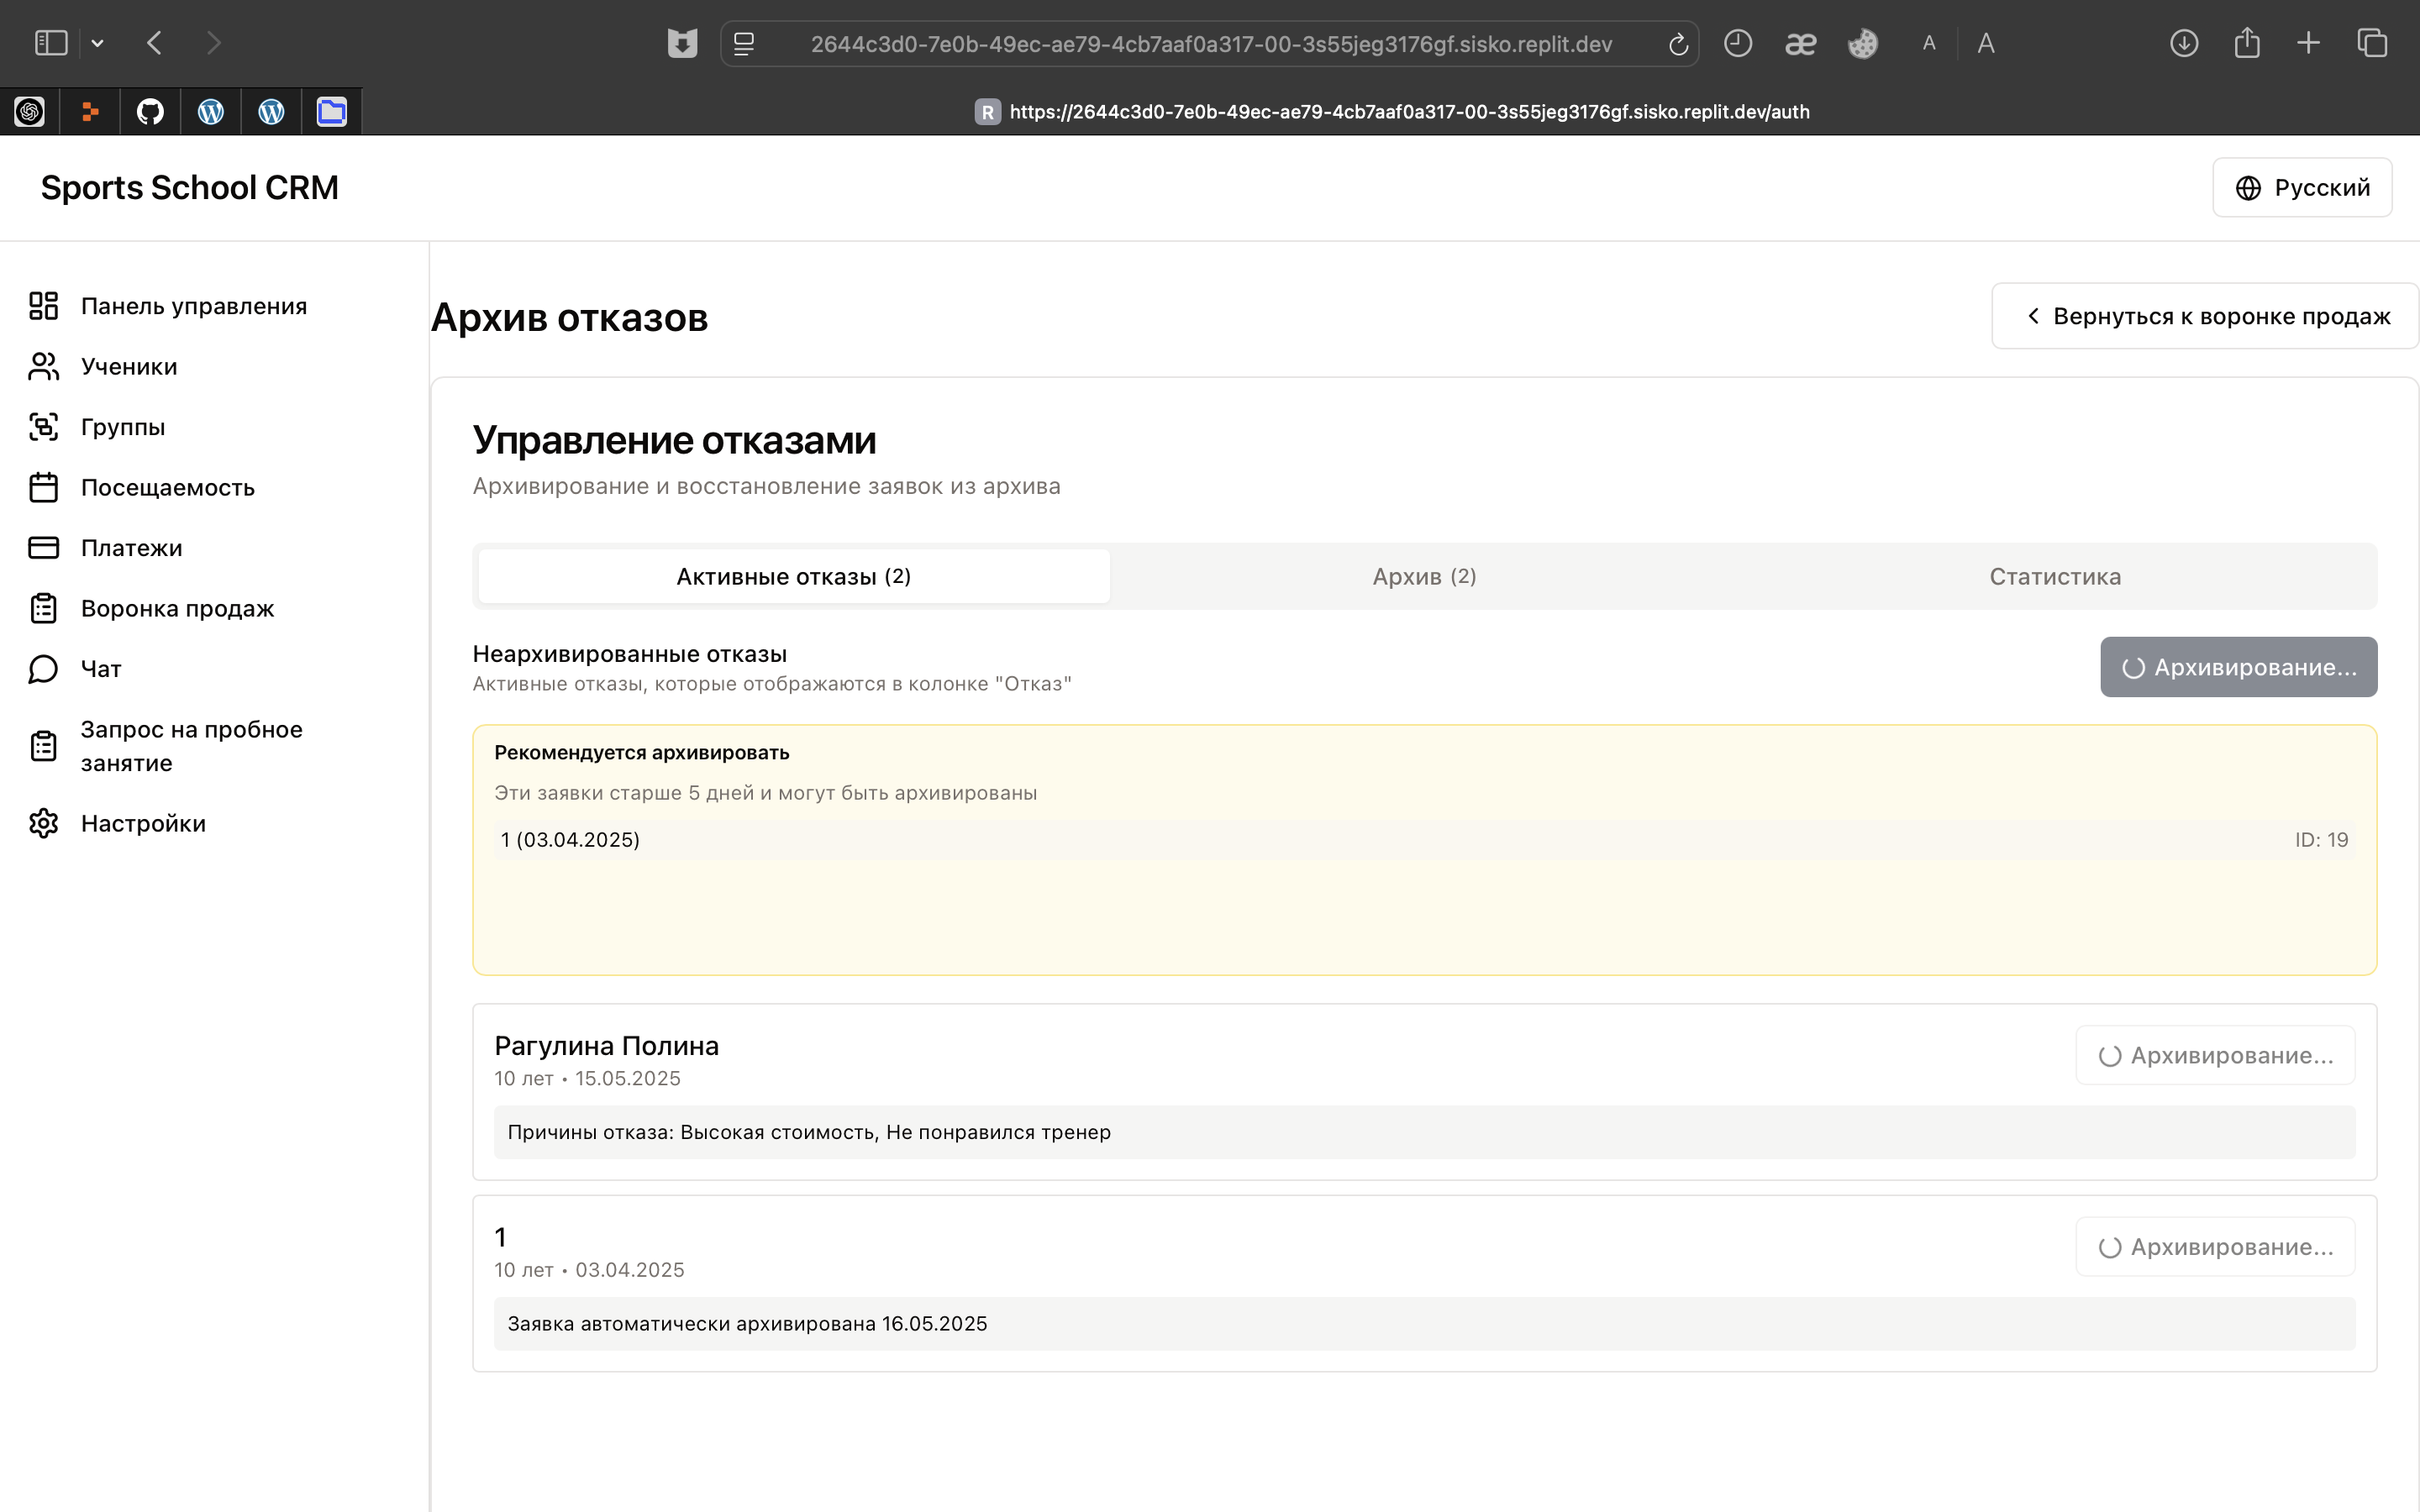 2644c3d0-7e0b-49ec-ae79-4cb7aaf0a317-00-3s55jeg3176gf.sisko.replit.dev
æ
A
A
R https://2644c3d0-7e0b-49ec-ae79-4cb7aaf0a317-00-3s55jeg3176gf.sisko.replit.dev/auth
Sports School CRM
Русский
Панель управления
Ученики
Группы
Посещаемость
Платежи
Воронка продаж
Чат
Запрос на пробное
занятие
Настройки
Архив отказов
Вернуться к воронке продаж
Управление отказами
Архивирование и восстановление заявок из архива
Активные отказы (2)
Архив (2)
Статистика
Неархивированные отказы
Активные отказы, которые отображаются в колонке "Отказ"
Архивирование...
Рекомендуется архивировать
Эти заявки старше 5 дней и могут быть архивированы
1 (03.04.2025)
ID: 19
Рагулина Полина
10 лет • 15.05.2025
Архивирование...
Причины отказа: Высокая стоимость, Не понравился тренер
1
10 лет • 03.04.2025
Архивирование...
Заявка автоматически архивирована 16.05.2025